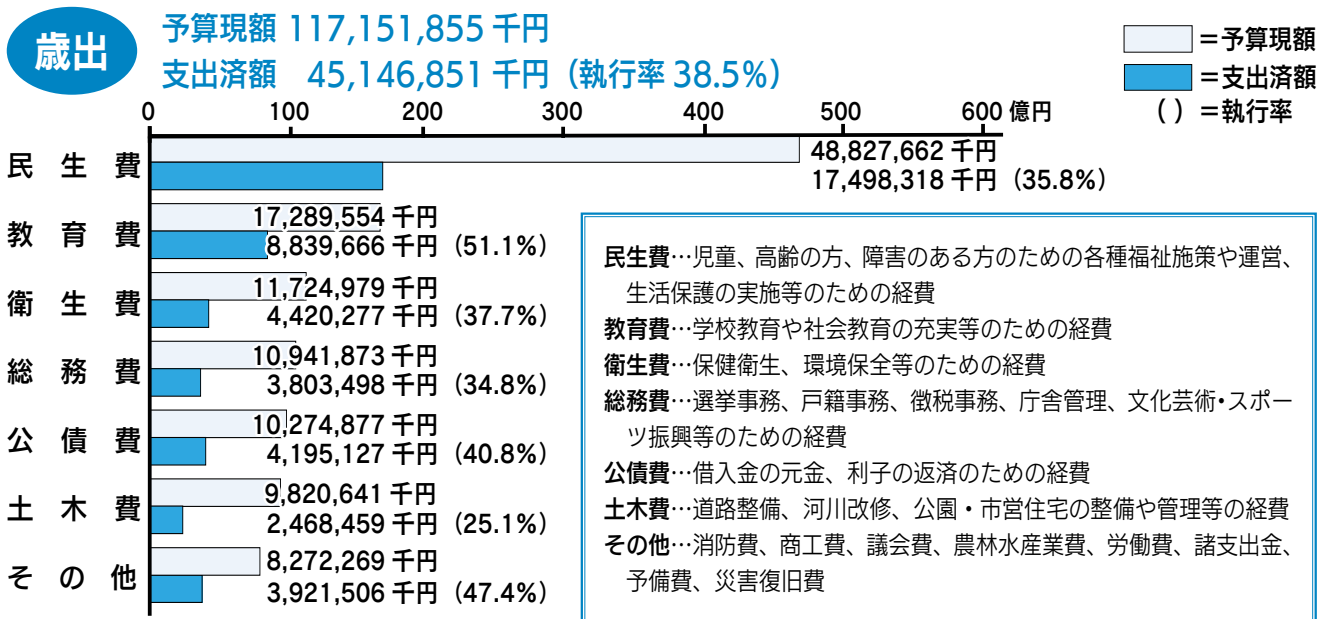 歳出
予算現額 117,151,855 千円
支出済額 45,146,851 千円（執行率 38.5%）
＝予算現額
＝支出済額
（ ）＝執行率
0 100 200 300 400 500 600 億円
民生費
48,827,662 千円
17,498,318 千円（35.8%）
教育費
17,289,554 千円
8,839,666 千円（51.1%）
衛生費
11,724,979 千円
4,420,277 千円（37.7%）
総務費
10,941,873 千円
3,803,498 千円（34.8%）
公債費
10,274,877 千円
4,195,127 千円（40.8%）
土木費
9,820,641 千円
2,468,459 千円（25.1%）
その他
8,272,269 千円
3,921,506 千円（47.4%）
民生費…児童、高齢の方、障害のある方のための各種福祉施策や運営、
生活保護の実施等のための経費
教育費…学校教育や社会教育の充実等のための経費
衛生費…保健衛生、環境保全等のための経費
総務費…選挙事務、戸籍事務、徴税事務、庁舎管理、文化芸術・スポー
ツ振興等のための経費
公債費…借入金の元金、利子の返済のための経費
土木費…道路整備、河川改修、公園・市営住宅の整備や管理等の経費
その他…消防費、商工費、議会費、農林水産業費、労働費、諸支出金、
予備費、災害復旧費